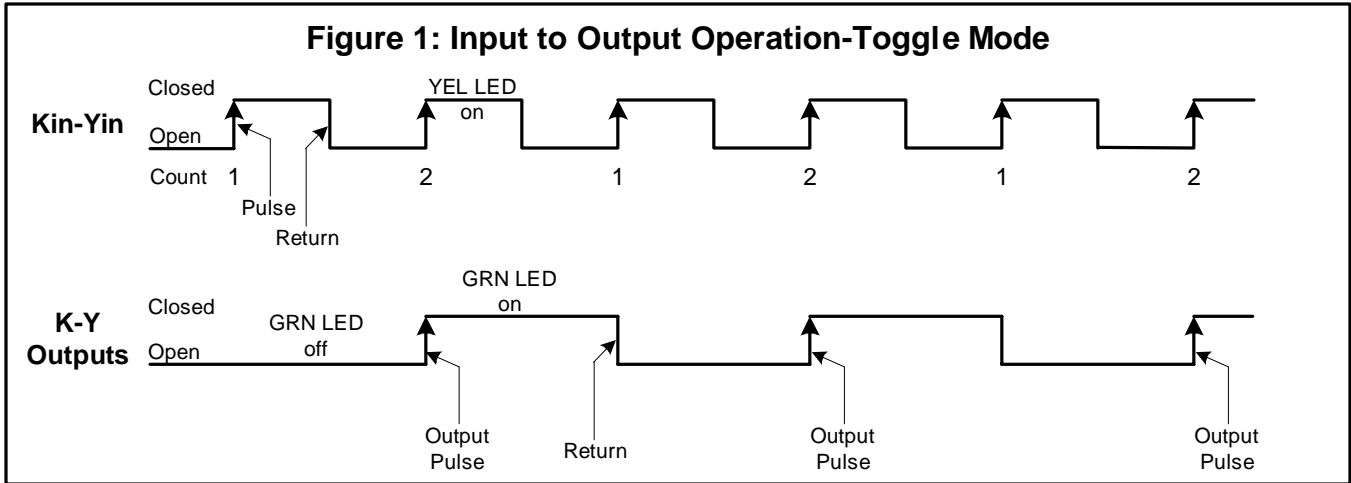 Figure 1: Input to Output Operation-Toggle Mode
Kin-Yin
Closed
Open
YEL LED
on
Count 1 2 1 2 1 2
Pulse
Return
K-Y
Outputs
Closed
Open
GRN LED
off
GRN LED
on
Output
Pulse
Return
Output
Pulse
Output
Pulse